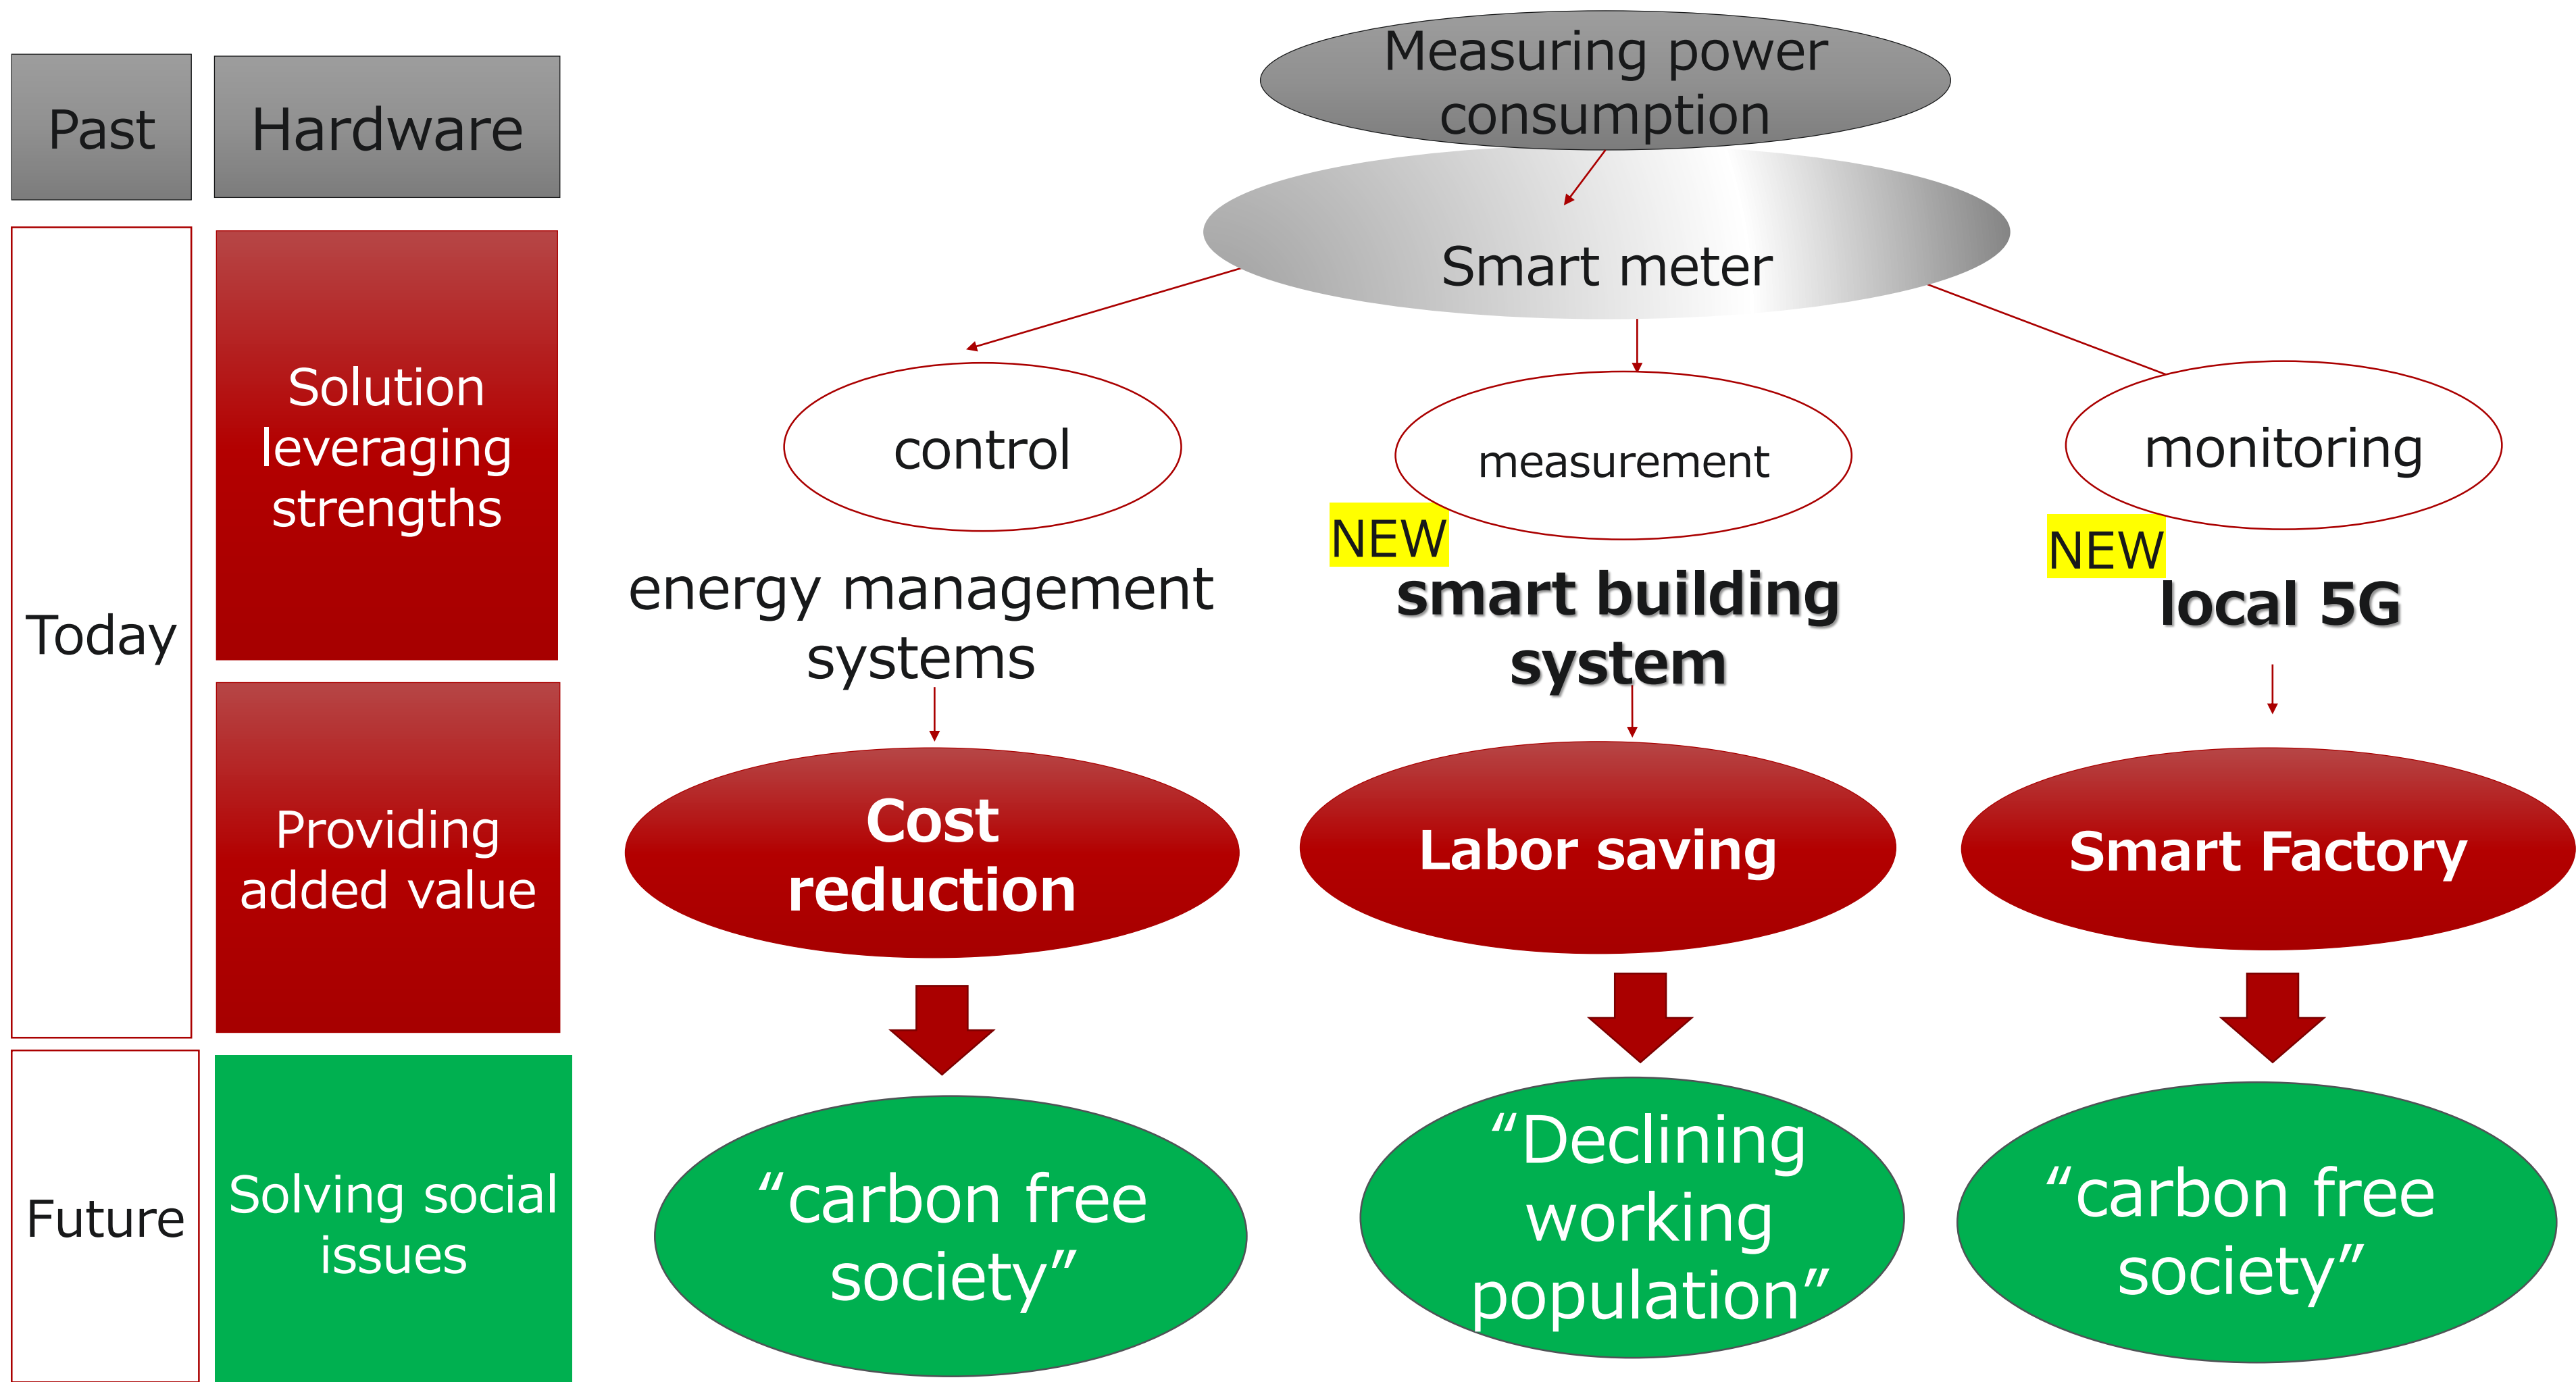 Past
Hardware
Measuring power
consumption
Smart meter
Today
Solution
leveraging
strengths
control
measurement
monitoring
NEW
NEW
energy management
systems
smart building
system
local 5G
Providing
added value
Cost
reduction
Labor saving
Smart Factory
Future
Solving social
issues
“carbon free
society”
“Declining
working
population”
“carbon free
society”